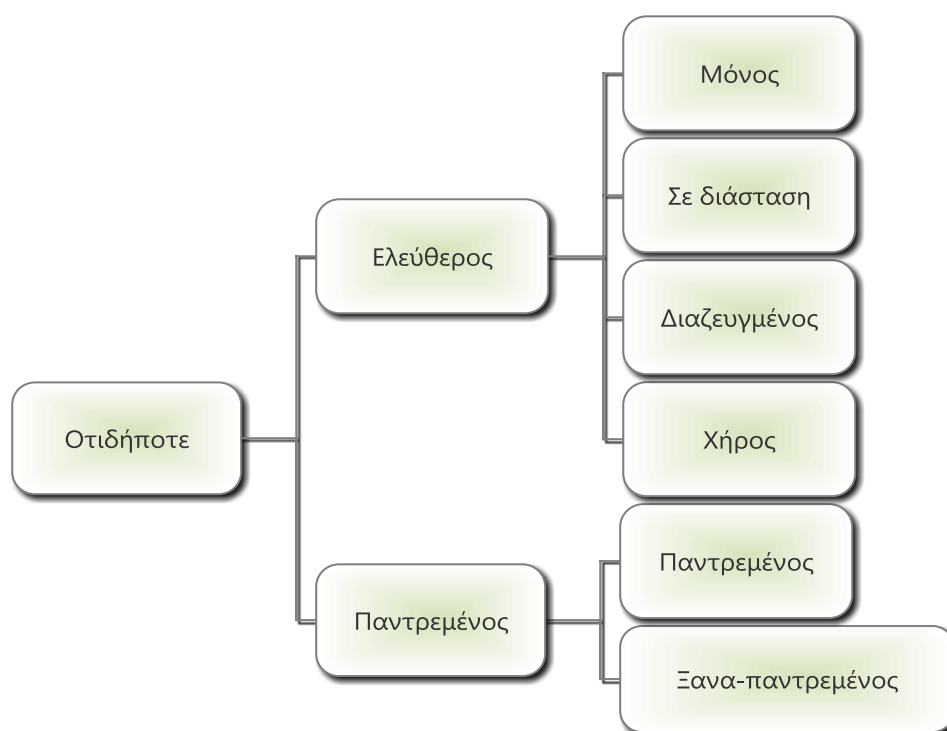 Μόνος
Σε διάσταση
Ελεύθερος
Διαζευγμένος
Οτιδήποτε
Χήρος
Παντρεμένος
Παντρεμένος
Ξανα-παντρεμένος